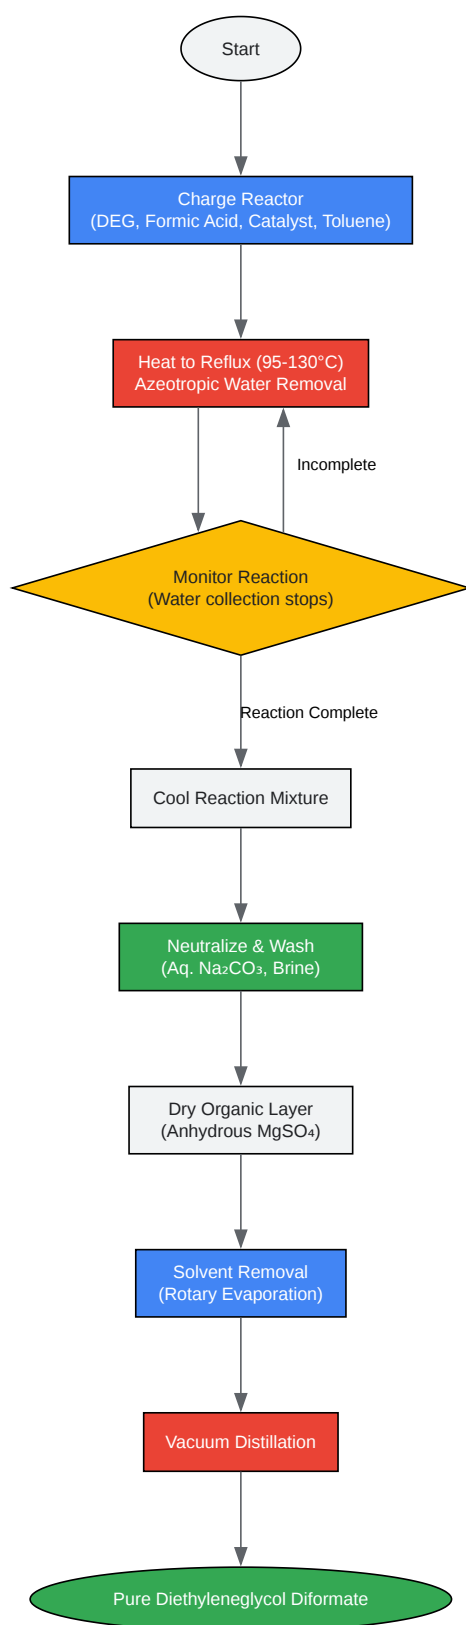 Start
Charge Reactor
(DEG, Formic Acid, Catalyst, Toluene)
Heat to Reflux (95-130°C)
Azeotropic Water Removal
Incomplete
Monitor Reaction
(Water collection stops)
Reaction Complete
Cool Reaction Mixture
Neutralize & Wash
(Aq. Na₂CO₃, Brine)
Dry Organic Layer
(Anhydrous MgSO₄)
Solvent Removal
(Rotary Evaporation)
Vacuum Distillation
Pure Diethyleneglycol Diformate